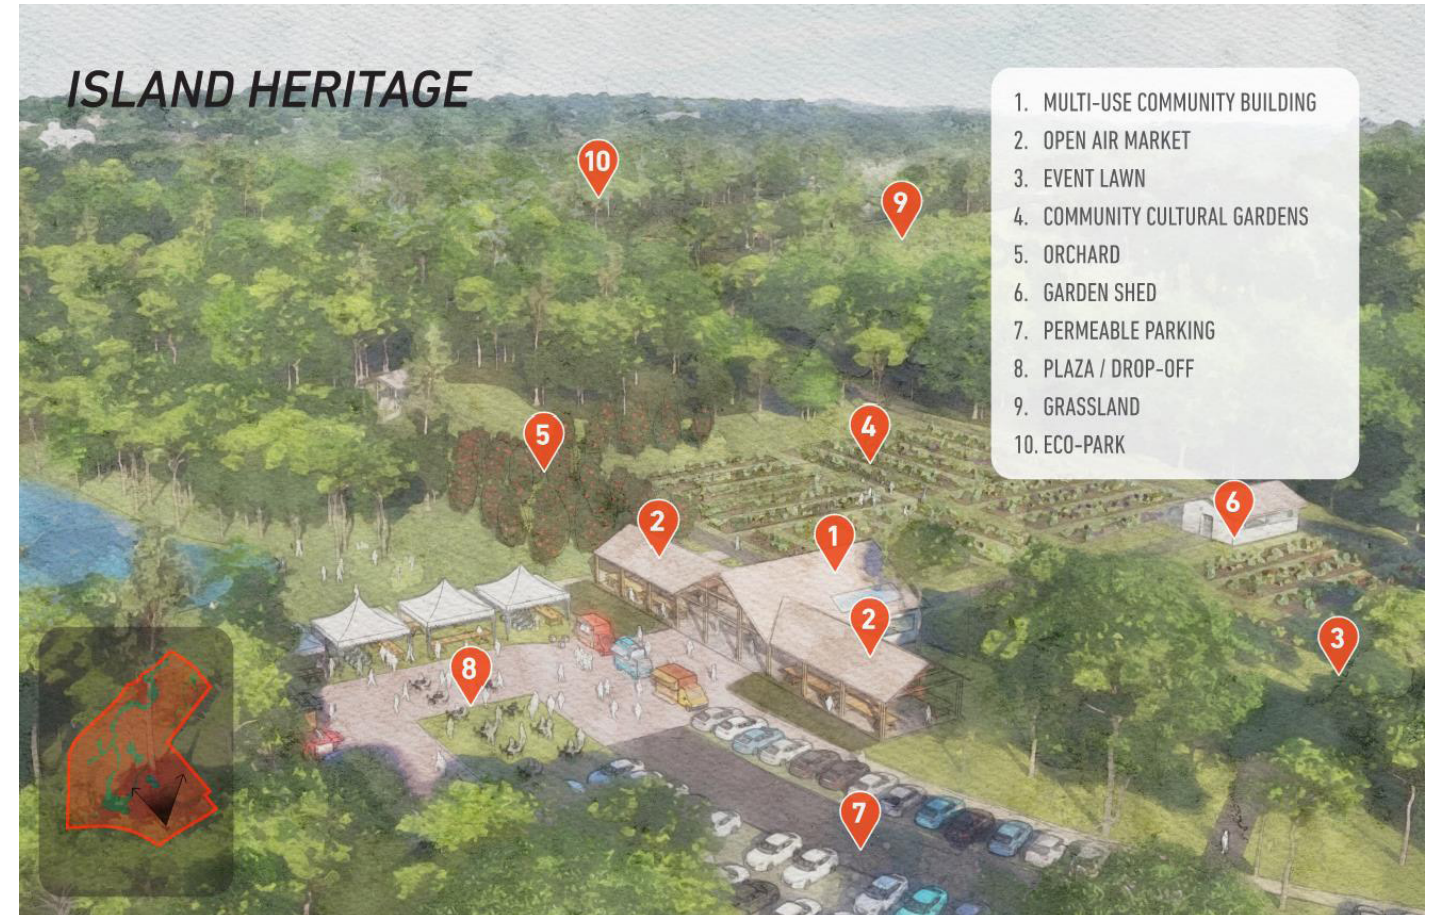 ISLAND HERITAGE
1. MULTI-USE COMMUNITY BUILDING
2. OPEN AIR MARKET
3. EVENT LAWN
4. COMMUNITY CULTURAL GARDENS
5. ORCHARD
6. GARDEN SHED
7. PERMEABLE PARKING
8. PLAZA / DROP-OFF
9. GRASSLAND
10. ECO-PARK
10
9
4
5
6
2
1
2
3
8
7